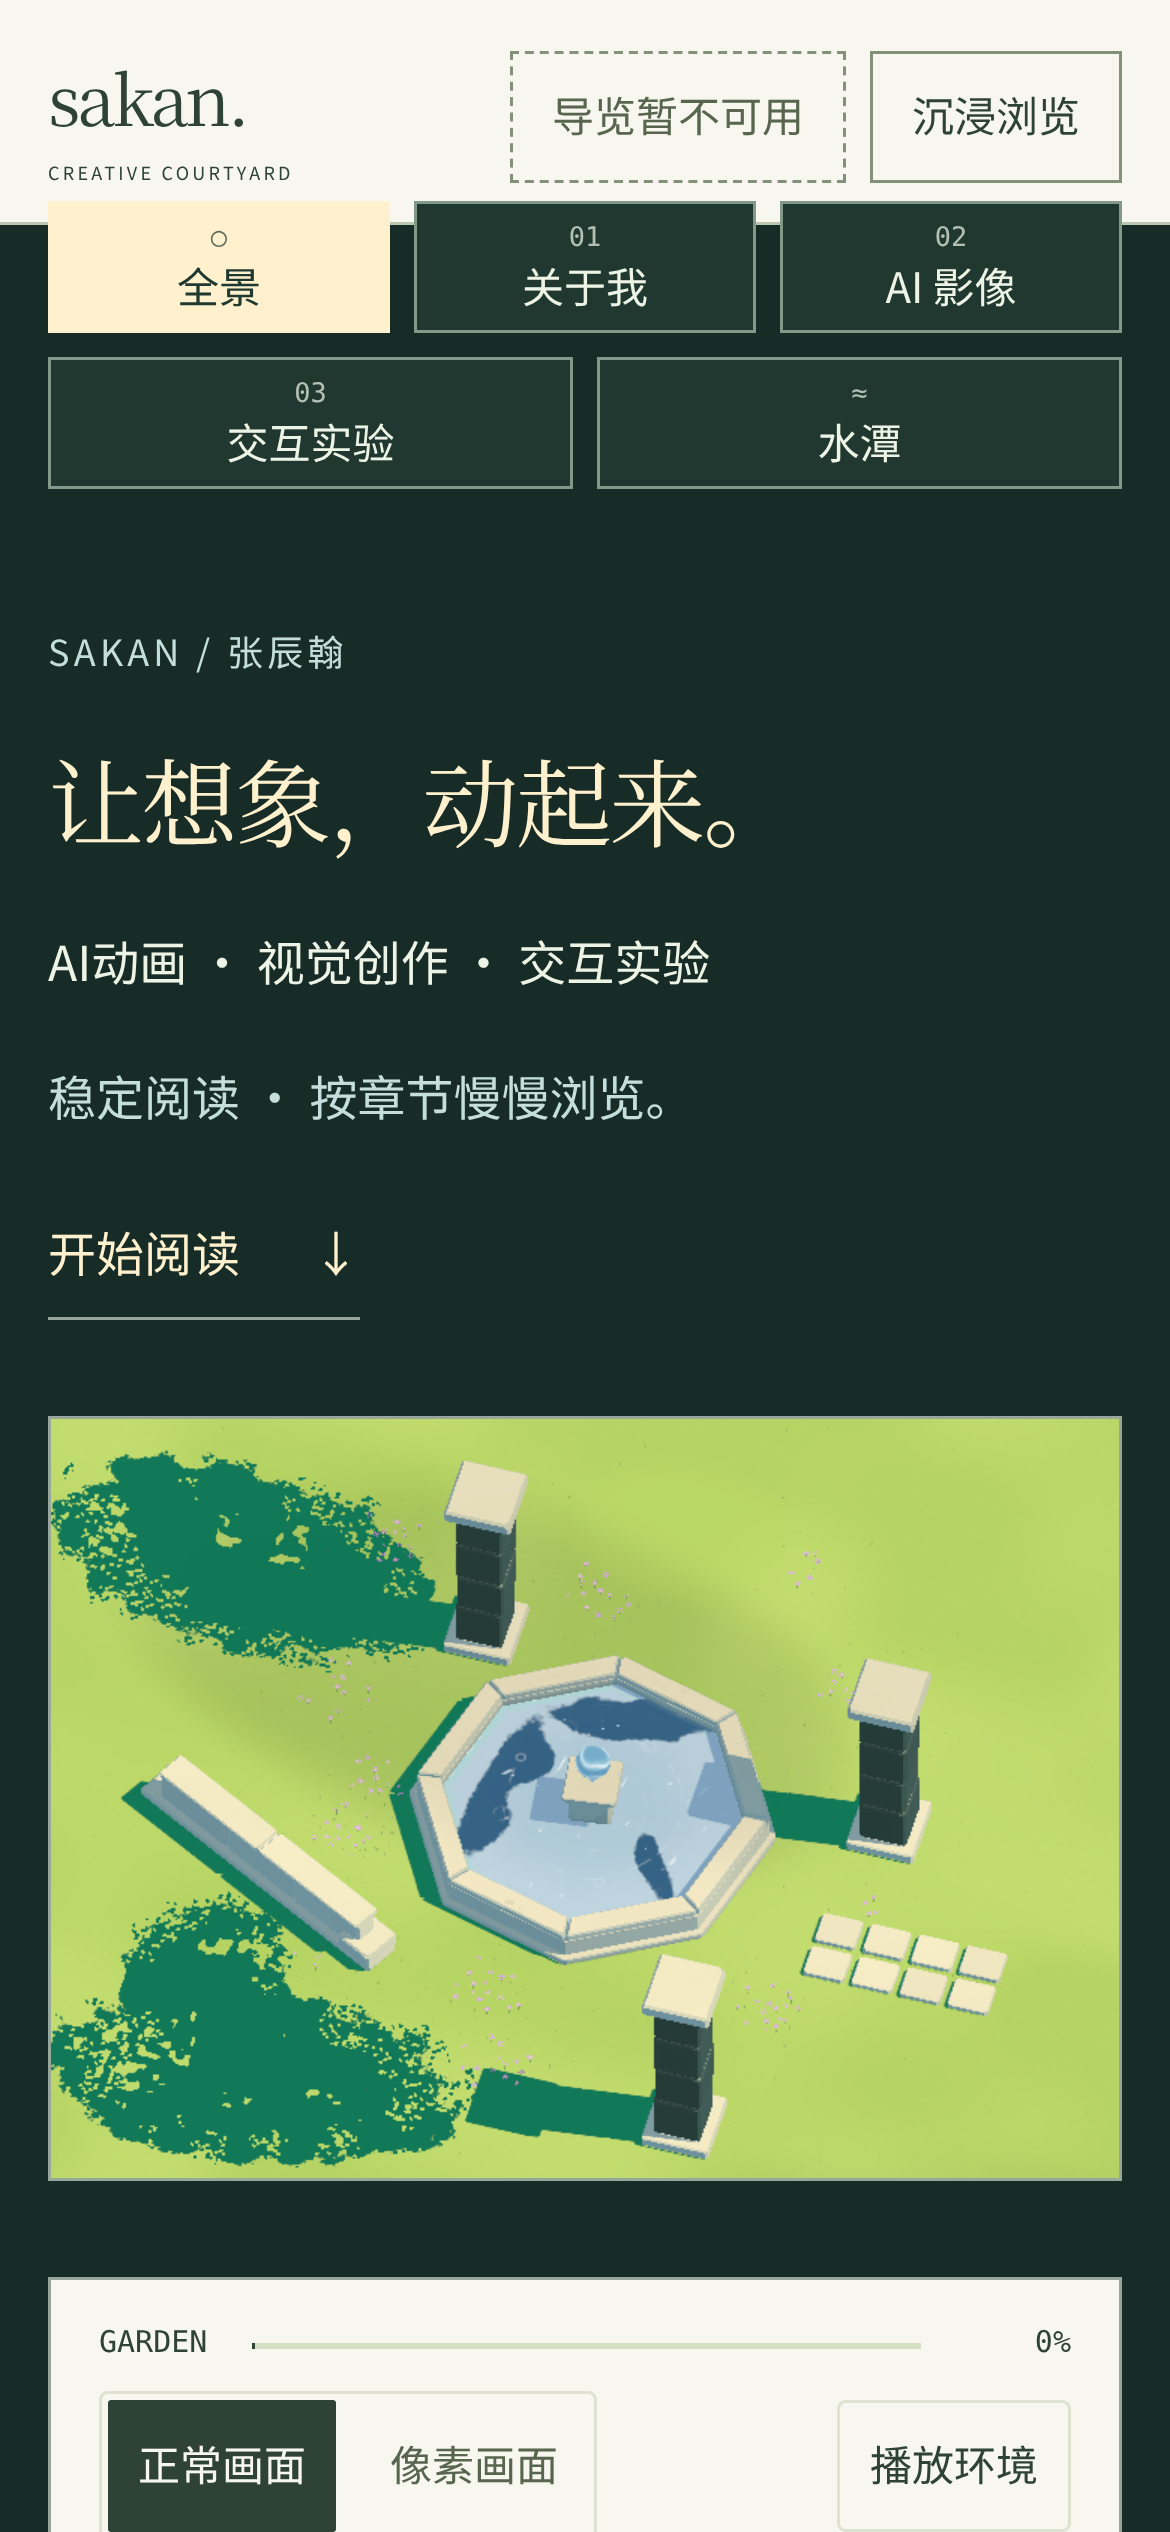 sakan.
CREATIVE COURTYARD
导览暂不可用
沉浸浏览
○
全景
01
关于我
02
AI 影像
03
交互实验
≈
水潭
SAKAN / 张辰翰
让想象，动起来。
AI动画 · 视觉创作 · 交互实验
稳定阅读 · 按章节慢慢浏览。
开始阅读 ↓
GARDEN 0%
正常画面 像素画面 播放环境